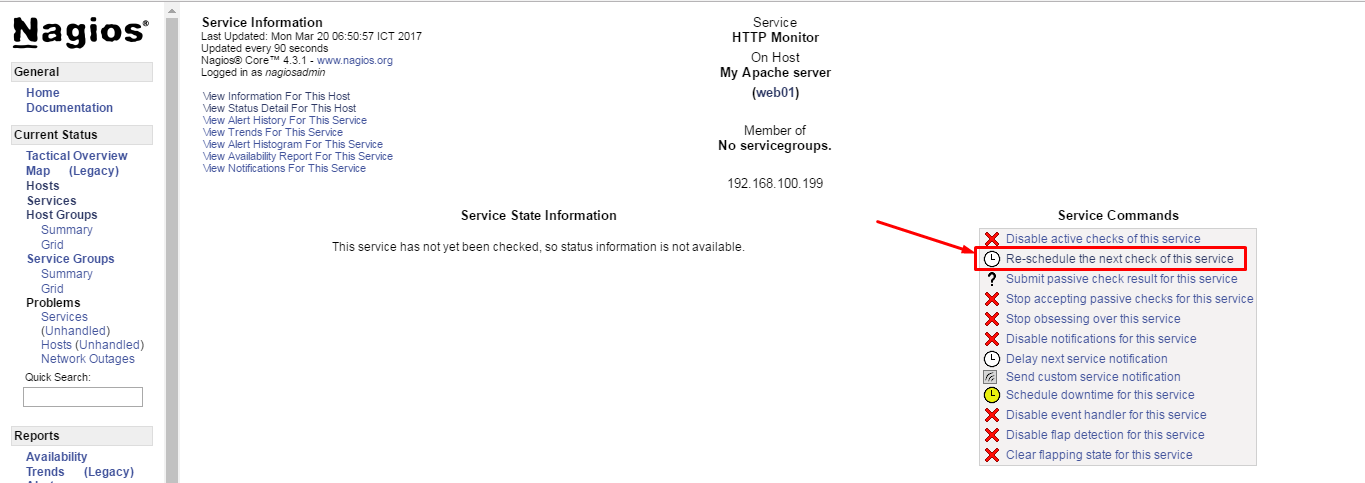 Nagios®
General
Home
Documentation
Current Status
Tactical Overview
Map (Legacy)
Hosts
Services
Host Groups
Summary
Grid
Service Groups
Summary
Grid
Problems
Services
(Unhandled)
Hosts (Unhandled)
Network Outages
Quick Search:
Reports
Availability
Trends (Legacy)
Service Information
Last Updated: Mon Mar 20 06:50:57 ICT 2017
Updated every 90 seconds
Nagios® Core™ 4.3.1 - www.nagios.org
Logged in as nagiosadmin
View Information For This Host
View Status Detail For This Host
View Alert History For This Service
View Trends For This Service
View Alert Histogram For This Service
View Availability Report For This Service
View Notifications For This Service
Service
HTTP Monitor
On Host
My Apache server
(web01)
Member of
No servicegroups.
192.168.100.199
Service State Information
This service has not yet been checked, so status information is not available.
Service Commands
Disable active checks of this service
Re-schedule the next check of this service
? Submit passive check result for this service
Stop accepting passive checks for this service
Stop obsessing over this service
Disable notifications for this service
Delay next service notification
Send custom service notification
Schedule downtime for this service
Disable event handler for this service
Disable flap detection for this service
Clear flapping state for this service